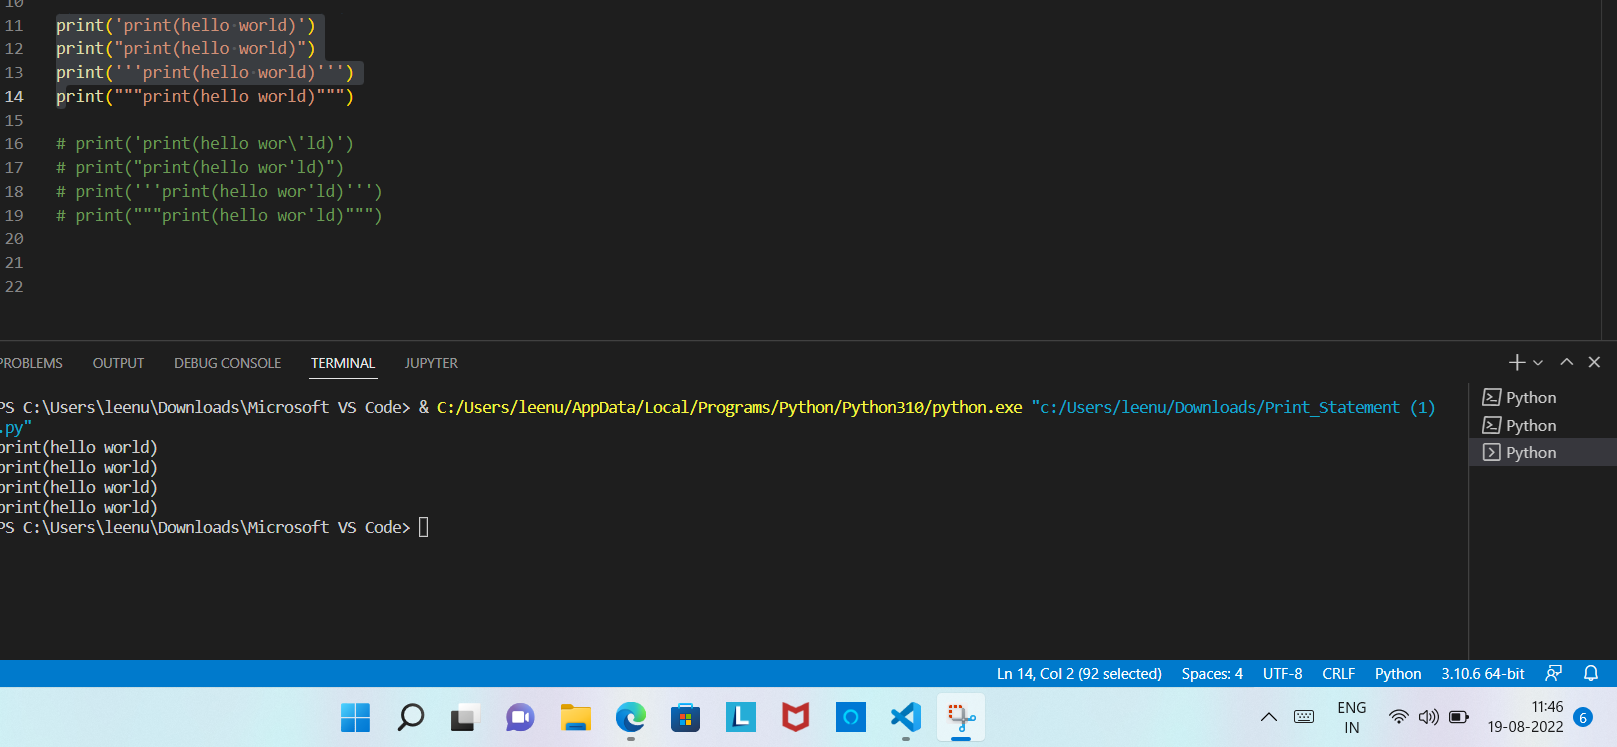 10
11 print('print(hello world)')
12 print("print(hello world)")
13 print('''print(hello world)''')
14 print("""print(hello world)""")
15
16 # print('print(hello wor\'ld)')
17 # print("print(hello wor'ld)")
18 # print('''print(hello wor'ld)''')
19 # print("""print(hello wor'ld)""")
20
21
22
PROBLEMS OUTPUT DEBUG CONSOLE TERMINAL JUPYTER
PS C:\Users\leenu\Downloads\Microsoft VS Code> & C:/Users/leenu/AppData/Local/Programs/Python/Python310/python.exe "c:/Users/leenu/Downloads/Print_Statement (1)
.py"
print(hello world)
print(hello world)
print(hello world)
print(hello world)
PS C:\Users\leenu\Downloads\Microsoft VS Code>
Python
Python
Python
Ln 14, Col 2 (92 selected) Spaces: 4 UTF-8 CRLF Python 3.10.6 64-bit
L
ENG
IN
11:46
19-08-2022
6